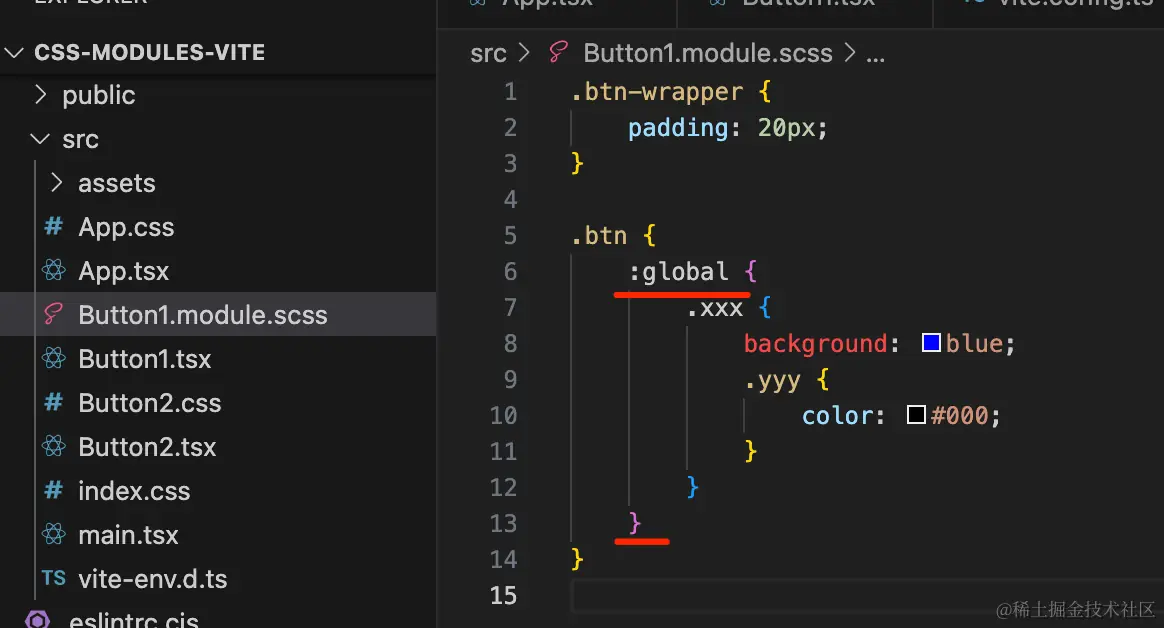 EXPLORER
App.tsx
Button1.tsx
vite.config.ts
CSS-MODULES-VITE
public
src
assets
# App.css
App.tsx
Button1.module.scss
Button1.tsx
# Button2.css
Button2.tsx
# index.css
main.tsx
TS vite-env.d.ts
eslintrc.cjs
src > Button1.module.scss > ...
1 .btn-wrapper {
2 padding: 20px;
3 }
4
5 .btn {
6 :global {
7 .xxx {
8 background: blue;
9 .yyy {
10 color: #000;
11 }
12 }
13 }
14 }
15
@稀土掘金技术社区